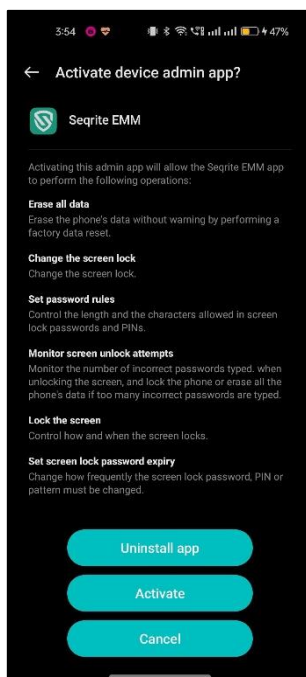 3:54 47%
Activate device admin app?
Seqrite EMM
Activating this admin app will allow the Seqrite EMM app
to perform the following operations:
Erase all data
Erase the phone's data without warning by performing a
factory data reset.
Change the screen lock
Change the screen lock.
Set password rules
Control the length and the characters allowed in screen
lock passwords and PINs.
Monitor screen unlock attempts
Monitor the number of incorrect passwords typed. when
unlocking the screen, and lock the phone or erase all the
phone's data if too many incorrect passwords are typed.
Lock the screen
Control how and when the screen locks.
Set screen lock password expiry
Change how frequently the screen lock password, PIN or
pattern must be changed.
Uninstall app
Activate
Cancel